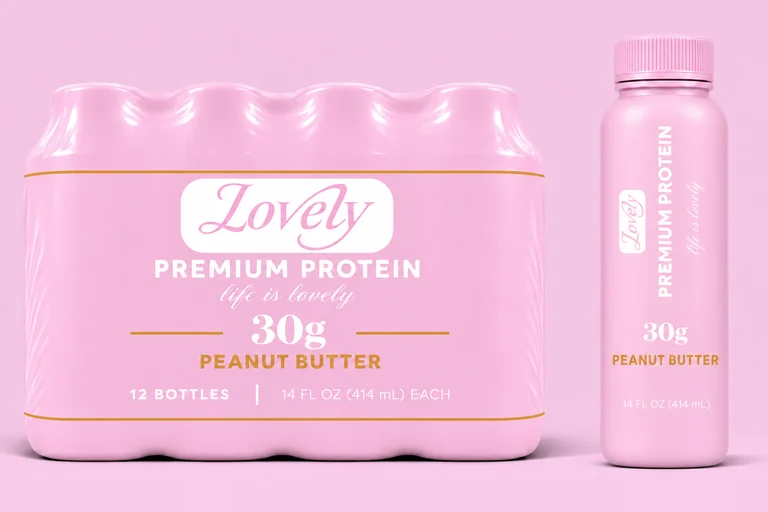 Lovely
PREMIUM PROTEIN
life is lovely
30g
PEANUT BUTTER
12 BOTTLES | 14 FL OZ (414 mL) EACH
Lovely
PREMIUM PROTEIN
life is lovely
30g
PEANUT BUTTER
14 FL OZ (414 mL)